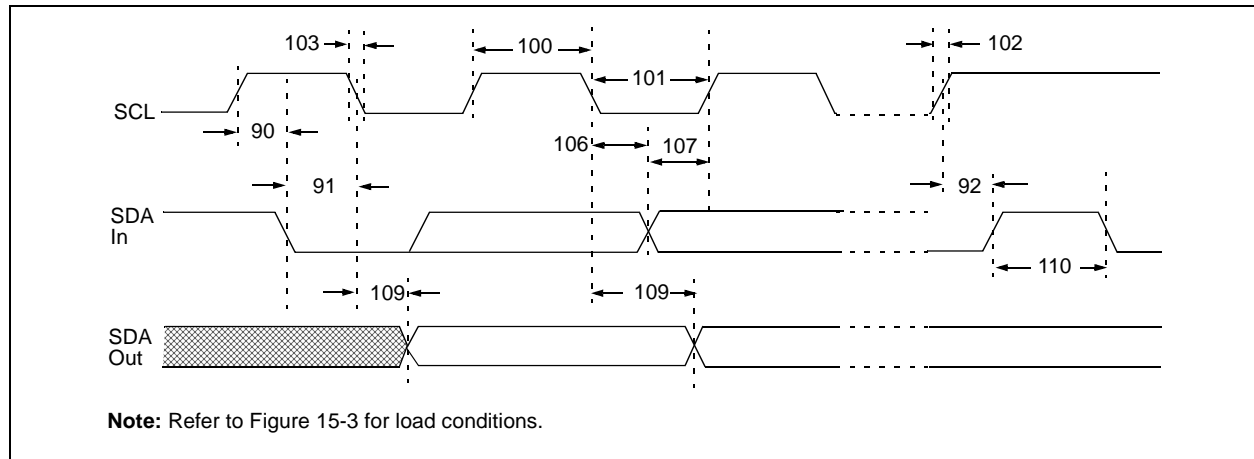 103
100
102
101
SCL
90
106
107
91
92
SDA
In
110
109
109
SDA
Out
Note: Refer to Figure 15-3 for load conditions.